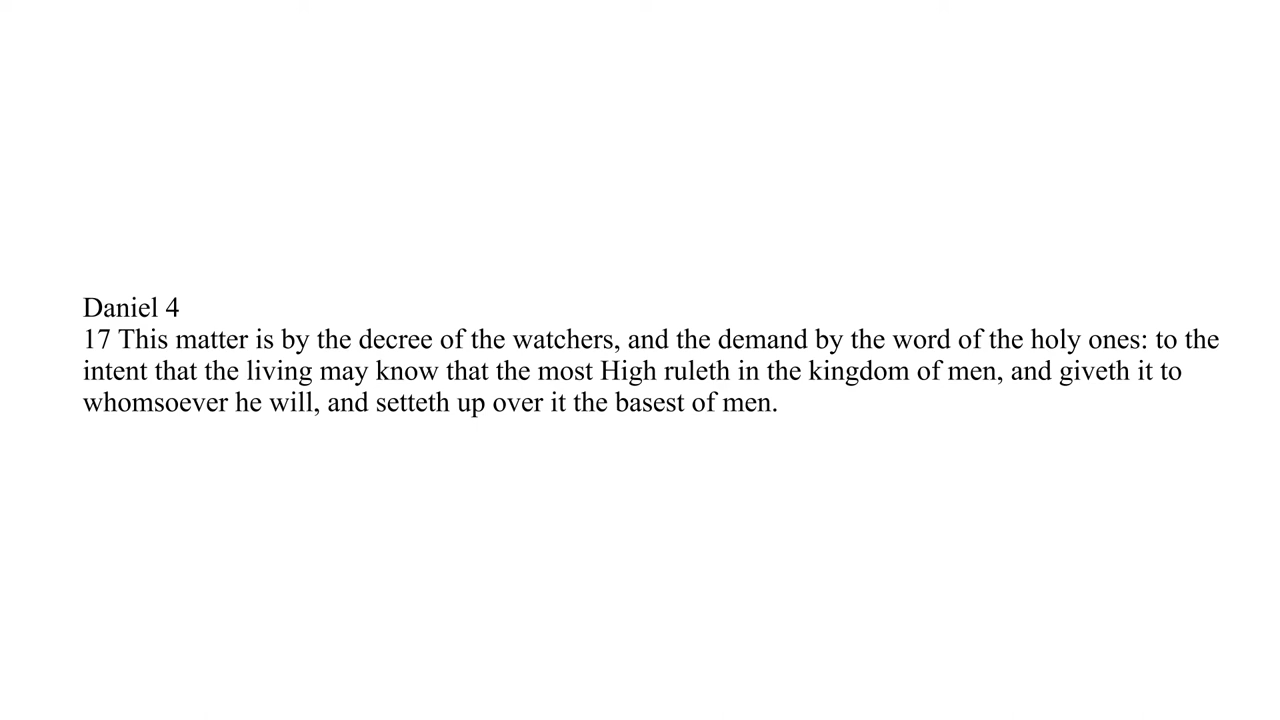 Daniel 4
17 This matter is by the decree of the watchers, and the demand by the word of the holy ones: to the
intent that the living may know that the most High ruleth in the kingdom of men, and giveth it to
whomsoever he will, and setteth up over it the basest of men.